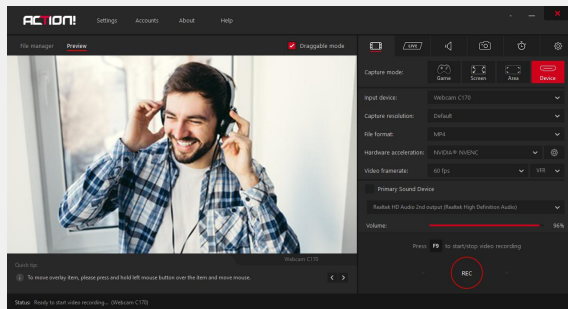 ACTION!
Settings Accounts About Help
File manager Preview Draggable mode
LIVE
Capture mode: Game Screen Area Device
Input device: Webcam C170
Capture resolution: Default
File format: MP4
Hardware acceleration: NVIDIA® NVENC
Video framerate: 60 fps VFR
Primary Sound Device
Realtek HD Audio 2nd output (Realtek High Definition Audio)
Volume: 96%
Press F9 to start/stop video recording
REC
Webcam C170
Quick tip:
To move overlay item, please press and hold left mouse button over the item and move mouse.
Status Ready to start video recording... (Webcam C170)